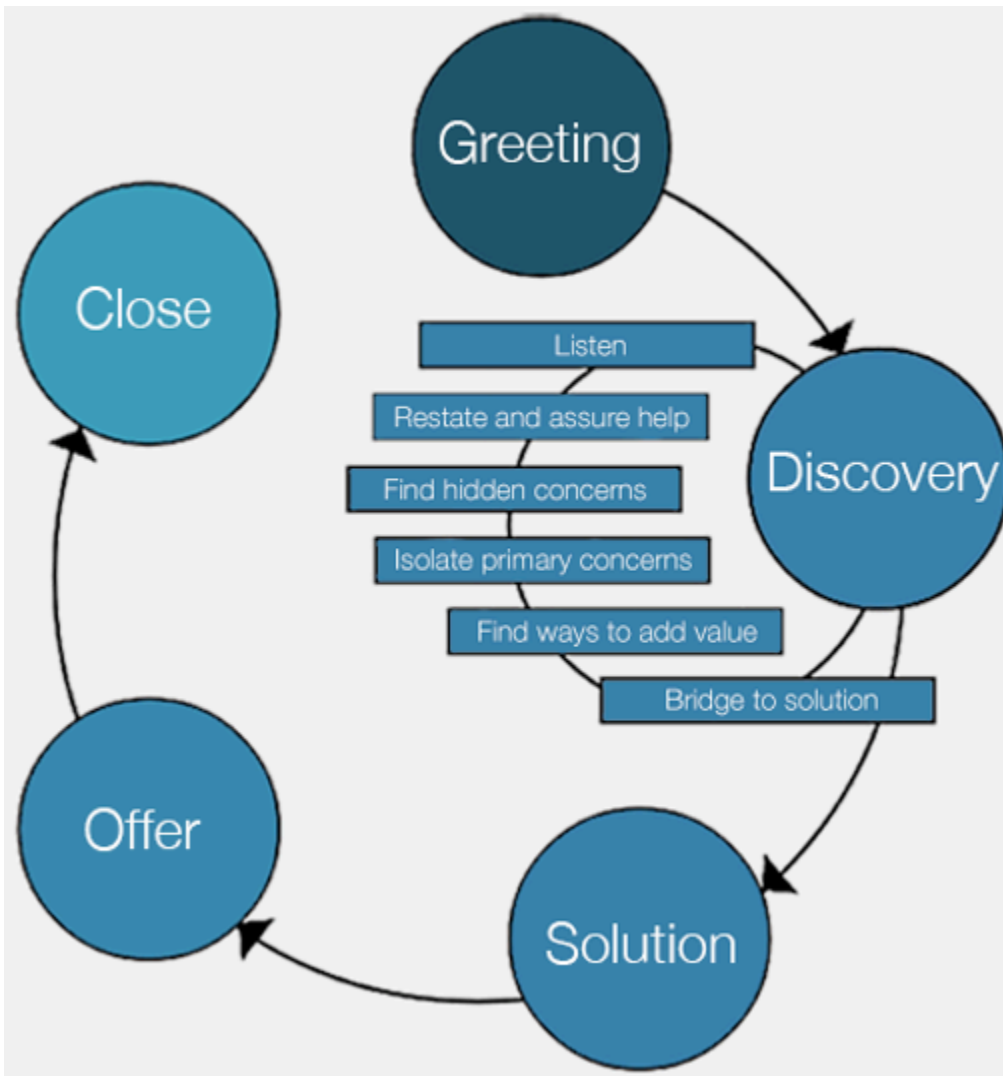 Greeting
Close
Listen
Restate and assure help
Discovery
Find hidden concerns
Isolate primary concerns
Find ways to add value
Bridge to solution
Offer
Solution